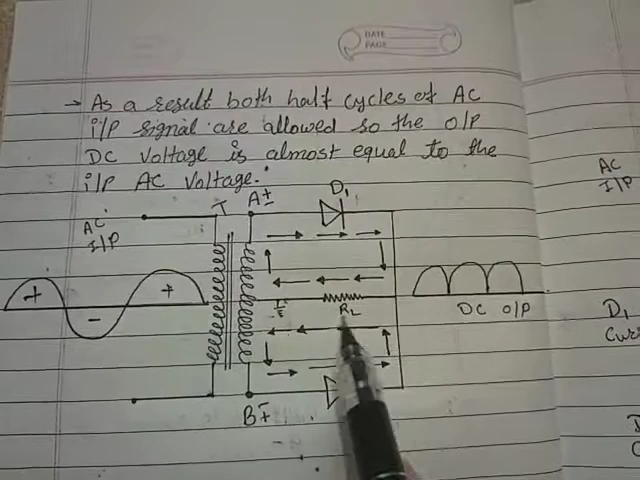 DATE
PAGE
→ As a result both half cycles of AC
i/p signal are allowed so the O/P
DC Voltage is almost equal to the
i/p AC Voltage.
AC
I/P
T
A±
D1
+
-
+
RL
DC O/P
B∓
AC
I/P
D1